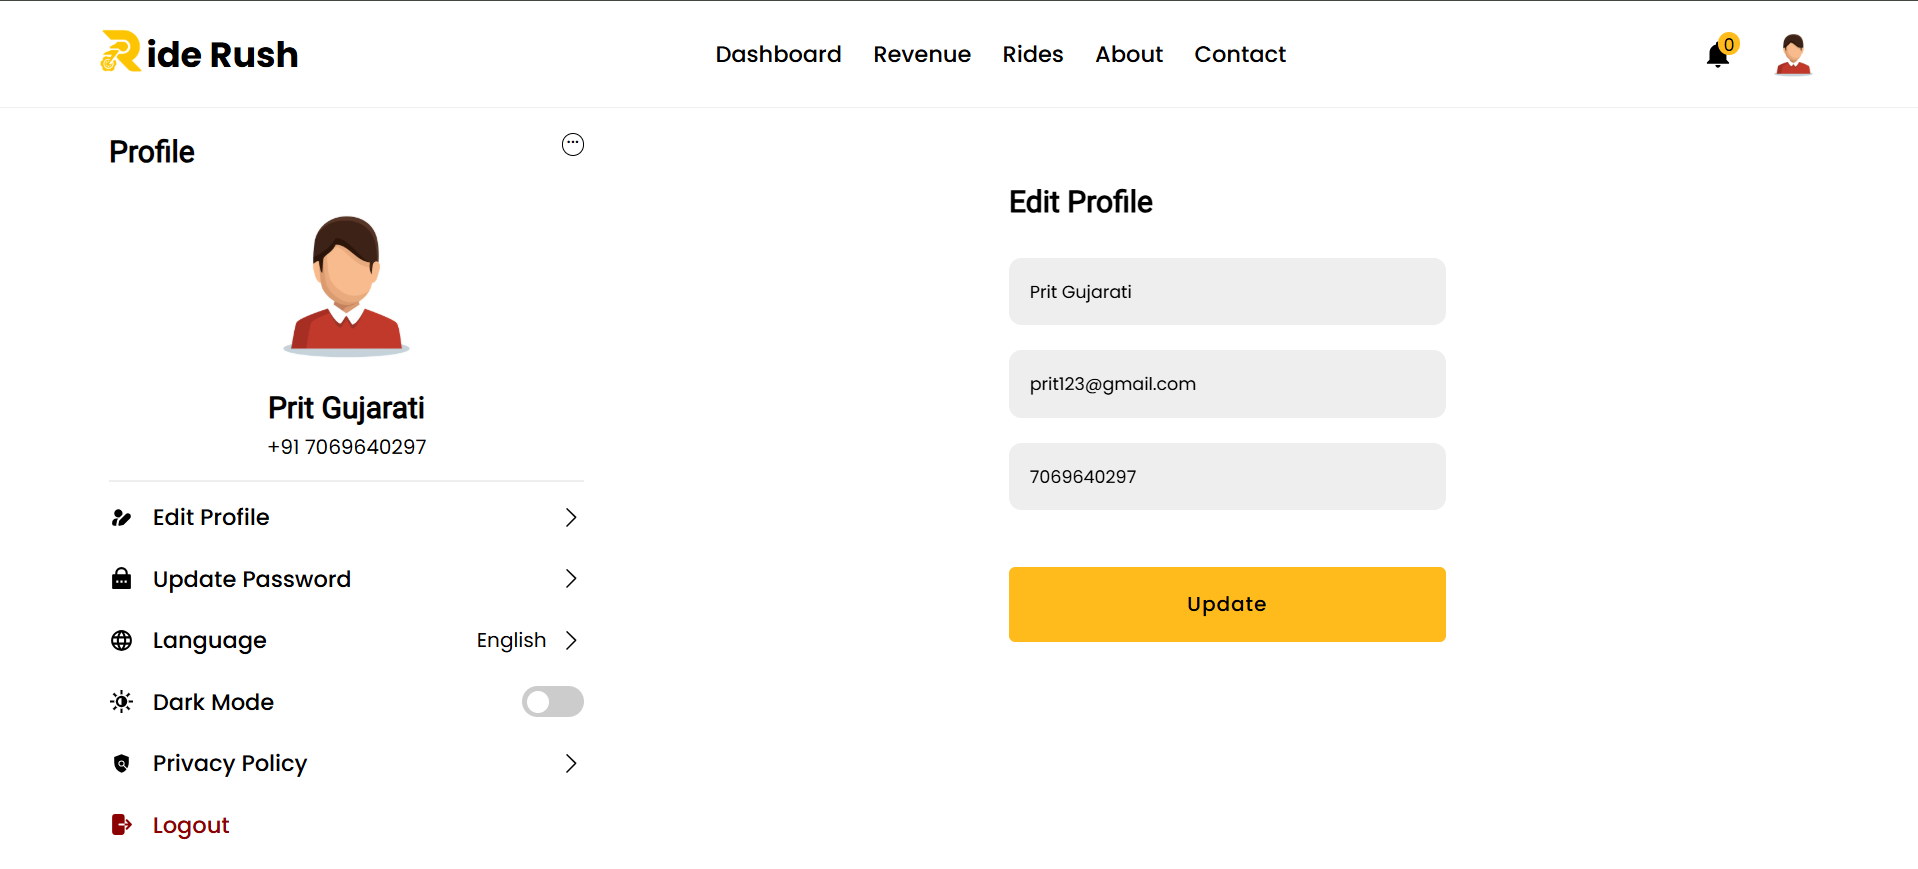 Ride Rush
Dashboard Revenue Rides About Contact
0
Profile
Prit Gujarati
+91 7069640297
Edit Profile
Update Password
Language English
Dark Mode
Privacy Policy
Logout
Edit Profile
Prit Gujarati
prit123@gmail.com
7069640297
Update